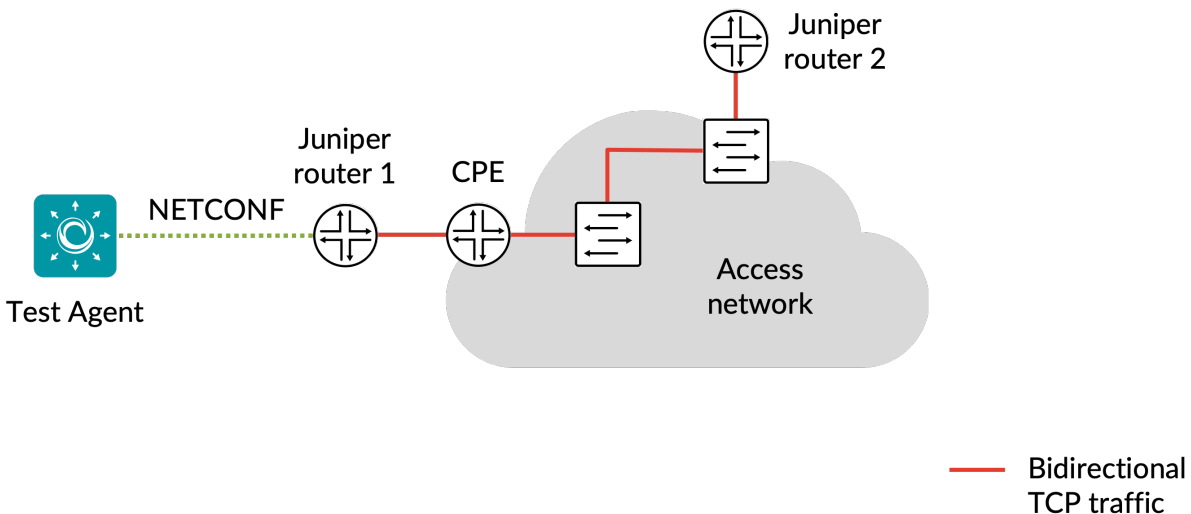 Juniper
router 2
Juniper
router 1
CPE
NETCONF
Test Agent
Access
network
Bidirectional
TCP traffic